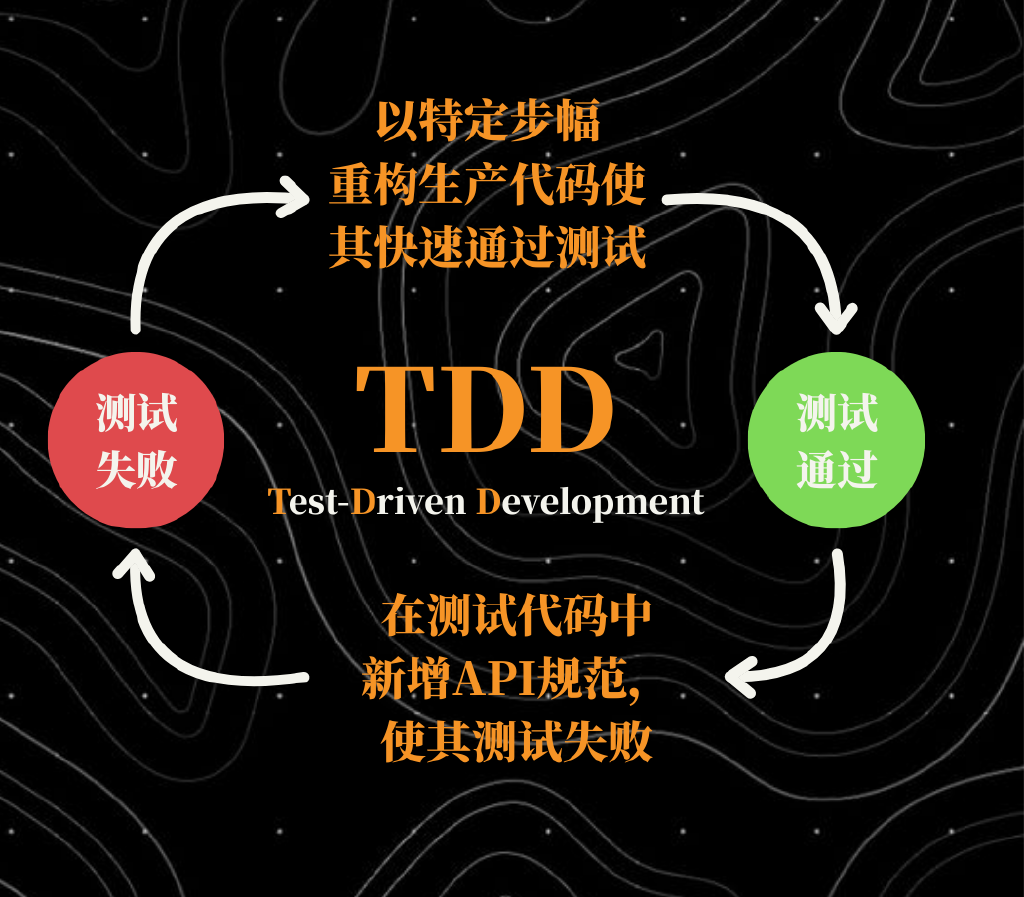 以特定步幅
重构生产代码使
其快速通过测试
测试
失败
TDD
Test-Driven Development
测试
通过
在测试代码中
新增API规范,
使其测试失败